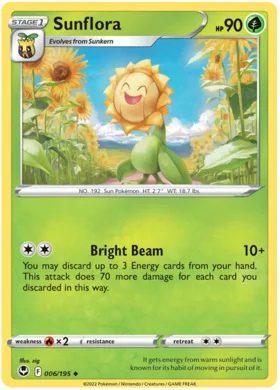 STAGE 1 Sunflora HP 90
Evolves from Sunkern
NO. 192 Sun Pokémon HT: 2'7" WT: 18.7 lbs.
Bright Beam 10+
You may discard up to 3 Energy cards from your hand.
This attack does 70 more damage for each card you
discarded in this way.
weakness ×2 resistance retreat
Illus. sig
F 006/195
It gets energy from warm sunlight and is
known for its habit of moving in pursuit of it.
©2022 Pokémon / Nintendo / Creatures / GAME FREAK